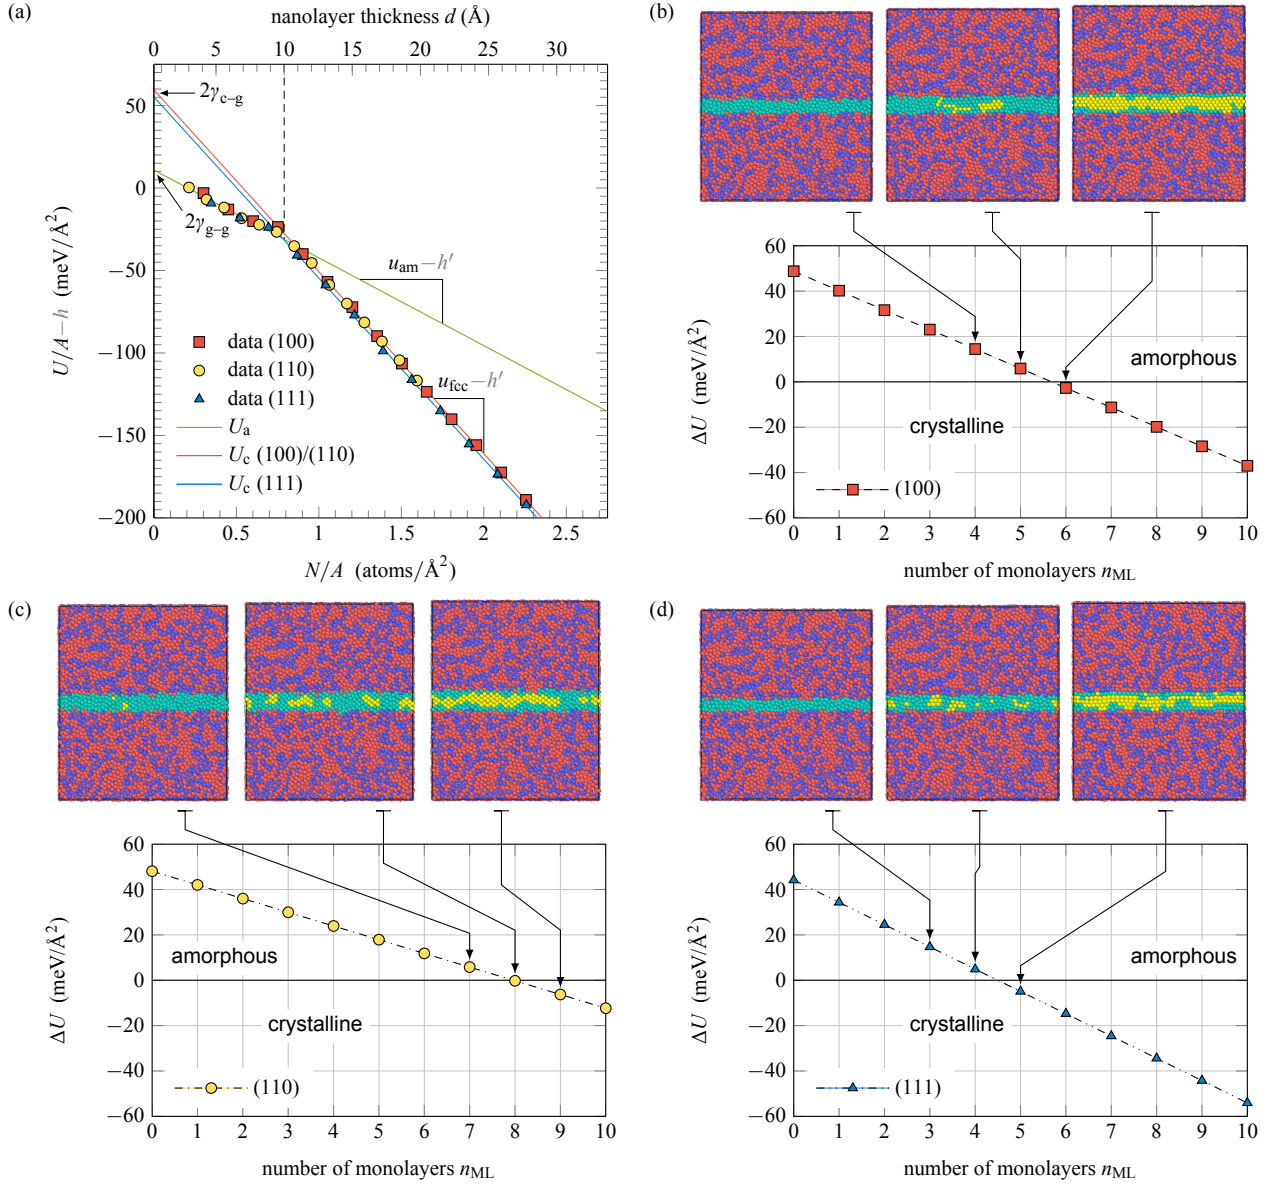 (a)
nanolayer thickness d (Å)
0 5 10 15 20 25 30
2γc–g
2γg–g
uam−h′
ufcc−h′
50
0
−50
−100
−150
−200
U/A−h (meV/Å²)
data (100)
data (110)
data (111)
Ua
Uc (100)/(110)
Uc (111)
0 0.5 1 1.5 2 2.5
N/A (atoms/Å²)
(b)
60
40
20
0
−20
−40
−60
ΔU (meV/Å²)
amorphous
crystalline
(100)
0 1 2 3 4 5 6 7 8 9 10
number of monolayers nML
(c)
60
40
20
0
−20
−40
−60
ΔU (meV/Å²)
amorphous
crystalline
(110)
0 1 2 3 4 5 6 7 8 9 10
number of monolayers nML
(d)
60
40
20
0
−20
−40
−60
ΔU (meV/Å²)
amorphous
crystalline
(111)
0 1 2 3 4 5 6 7 8 9 10
number of monolayers nML